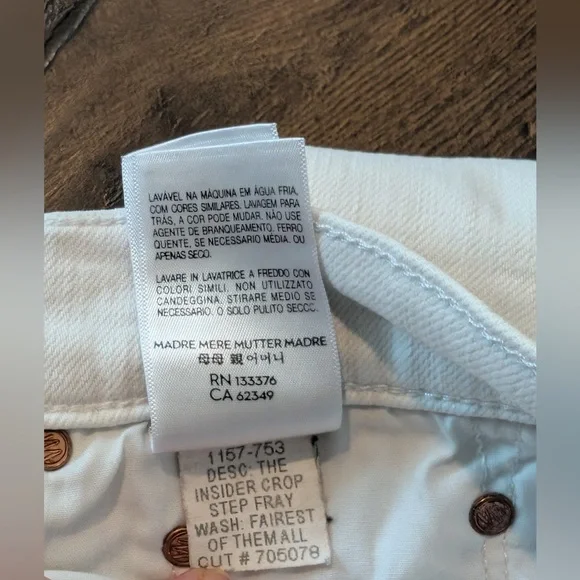 LAVÁVEL NA MÁQUINA EM ÁGUA FRIA,
COM CORES SIMILARES. LAVAGEM PARA
TRÁS, A COR PODE MUDAR. NÃO USE
AGENTE DE BRANQUEAMENTO. FERRO
QUENTE, SE NECESSARIO MÉDIA. OU
APENAS SECO.
LAVARE IN LAVATRICE A FREDDO CON
COLORI SIMILI. NON UTILIZZATO
CANDEGGINA. STIRARE MEDIO SE
NECESSARIO. O SOLO PULITO SECCO.
MADRE MERE MUTTER MADRE
母母 親 어머니
RN 133376
CA 62349
1157-753
DESC: THE
INSIDER CROP
STEP FRAY
WASH: FAIREST
OF THEM ALL
CUT # 705078